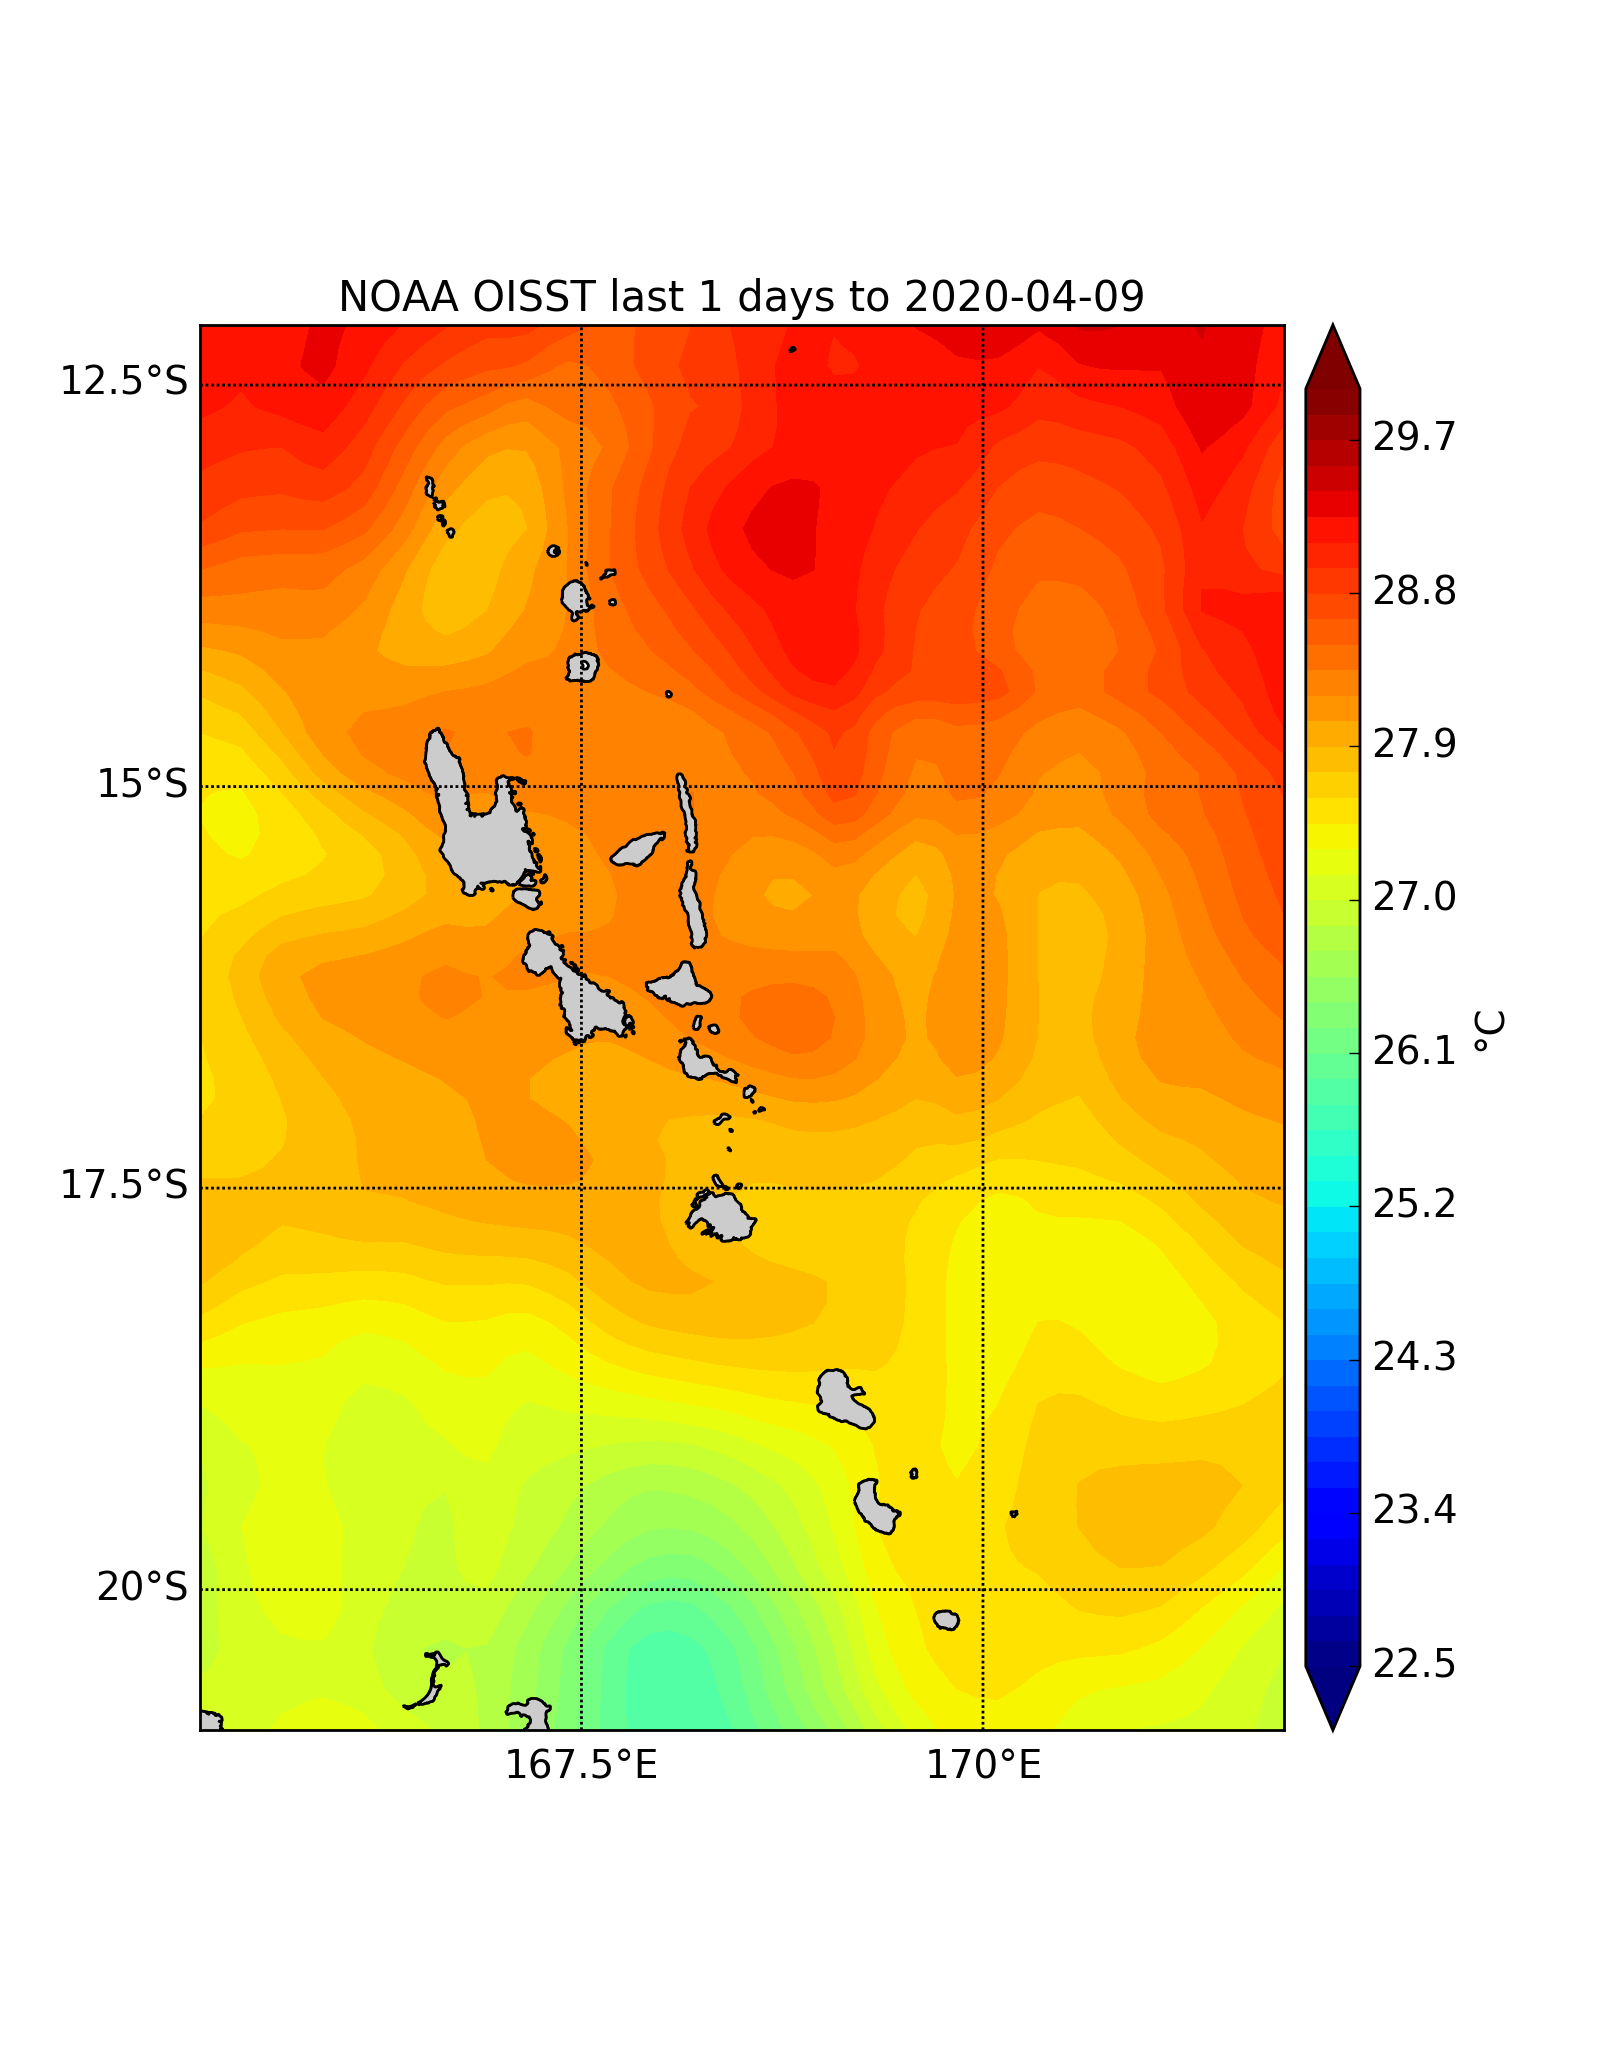 NOAA OISST last 1 days to 2020-04-09
12.5°S
15°S
17.5°S
20°S
167.5°E
170°E
29.7
28.8
27.9
27.0
26.1
25.2
24.3
23.4
22.5
°C